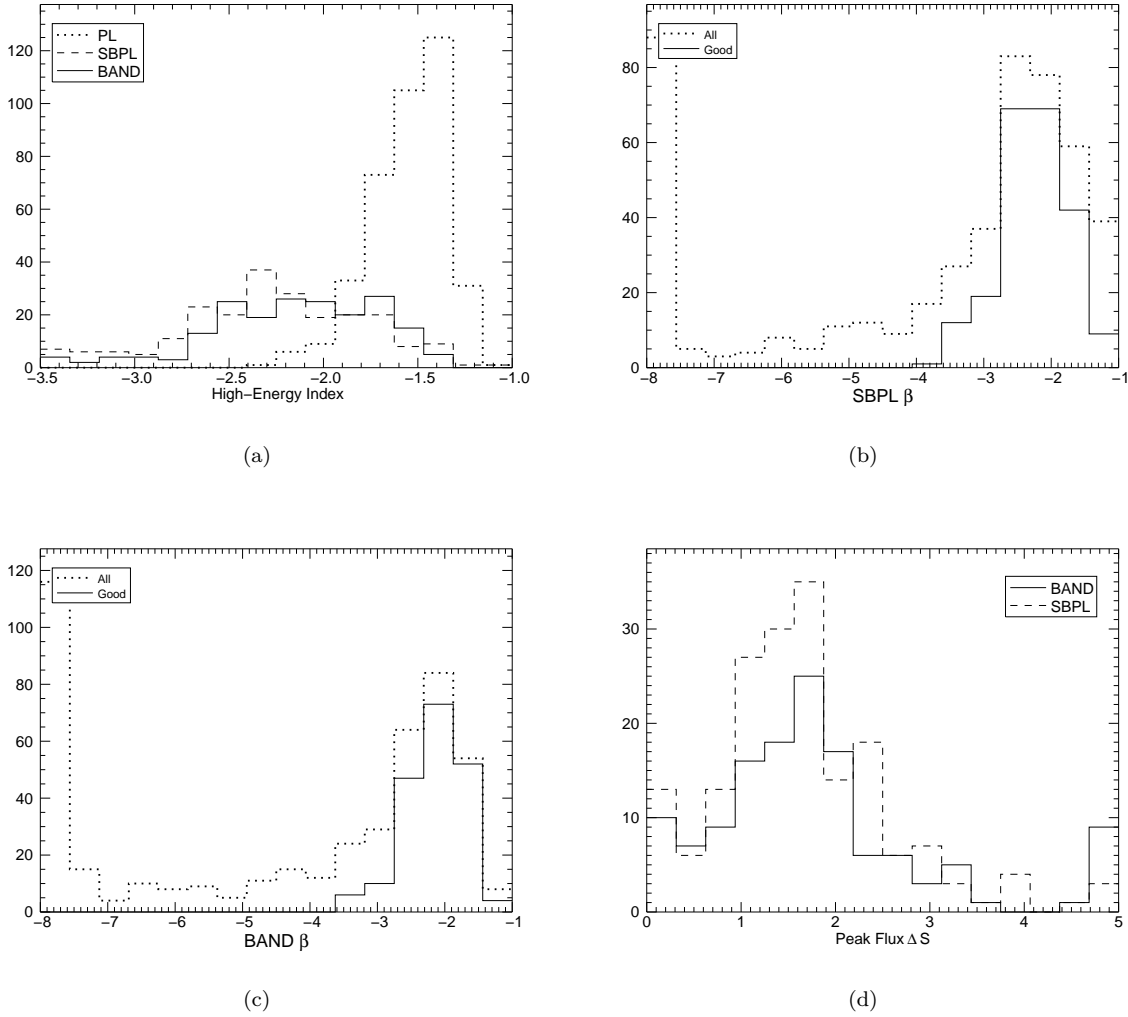 PL
SBPL
BAND
120
100
80
60
40
20
0
−3.5 −3.0 −2.5 −2.0 −1.5 −1.0
High−Energy Index
(a)
All
Good
80
60
40
20
0
−8 −7 −6 −5 −4 −3 −2 −1
SBPL β
(b)
All
Good
120
100
80
60
40
20
0
−8 −7 −6 −5 −4 −3 −2 −1
BAND β
(c)
BAND
SBPL
30
20
10
0
0 1 2 3 4 5
Peak Flux Δ S
(d)